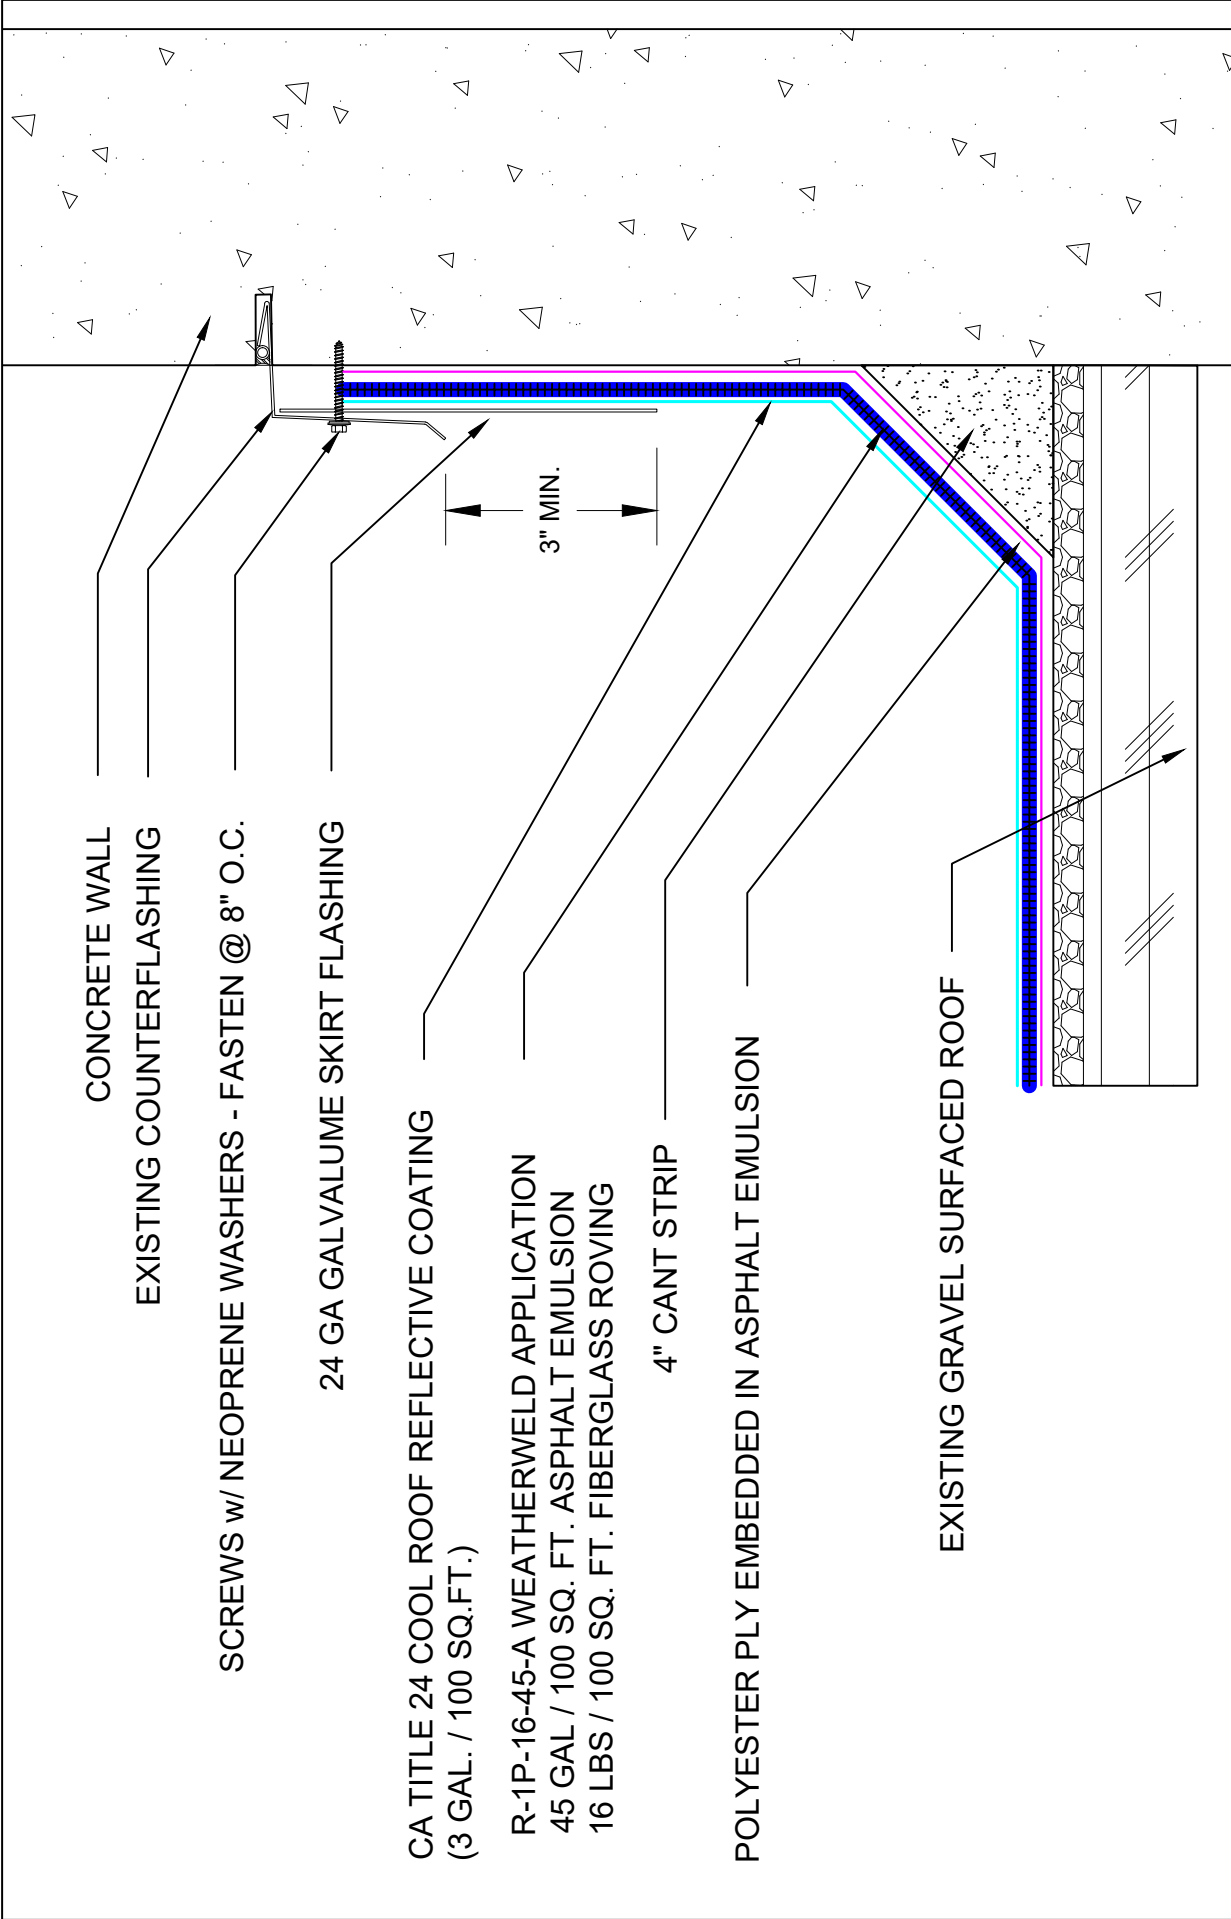 CONCRETE WALL
EXISTING COUNTERFLASHING
SCREWS w/ NEOPRENE WASHERS - FASTEN @ 8" O.C.
24 GA GALVALUME SKIRT FLASHING
3" MIN.
CA TITLE 24 COOL ROOF REFLECTIVE COATING
(3 GAL. / 100 SQ.FT.)
R-1P-16-45-A WEATHERWELD APPLICATION
45 GAL / 100 SQ. FT. ASPHALT EMULSION
16 LBS / 100 SQ. FT. FIBERGLASS ROVING
4" CANT STRIP
POLYESTER PLY EMBEDDED IN ASPHALT EMULSION
EXISTING GRAVEL SURFACED ROOF